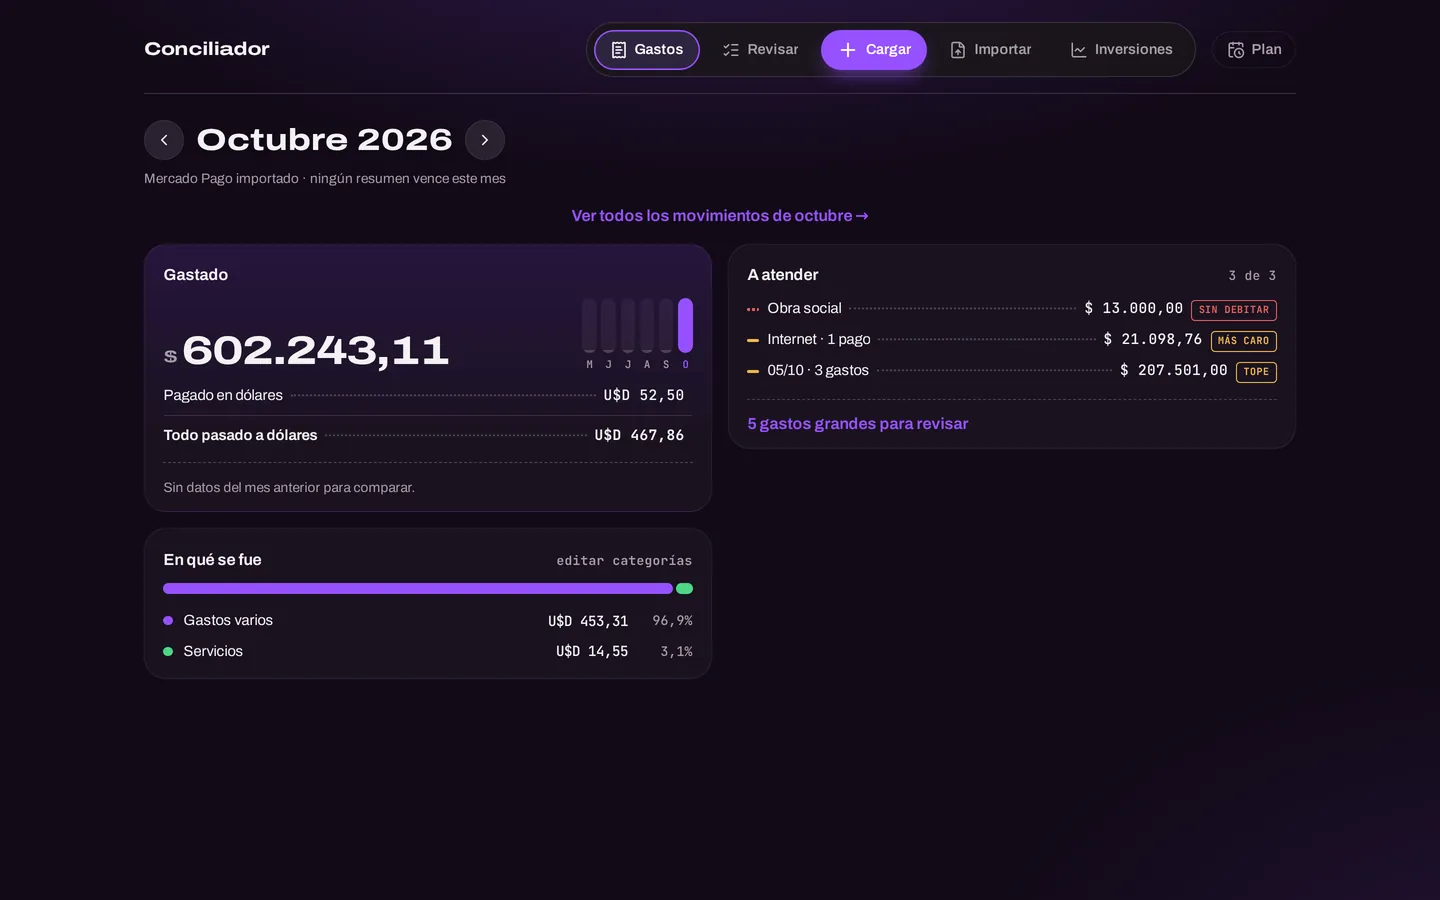 Conciliador
Gastos
Revisar
Cargar
Importar
Inversiones
Plan
Octubre 2026
Mercado Pago importado · ningún resumen vence este mes
Ver todos los movimientos de octubre →
Gastado
$ 602.243,11
M J J A S O
Pagado en dólares U$D 52,50
Todo pasado a dólares U$D 467,86
Sin datos del mes anterior para comparar.
A atender 3 de 3
Obra social $ 13.000,00 SIN DEBITAR
Internet · 1 pago $ 21.098,76 MÁS CARO
05/10 · 3 gastos $ 207.501,00 TOPE
5 gastos grandes para revisar
En qué se fue editar categorías
Gastos varios U$D 453,31 96,9%
Servicios U$D 14,55 3,1%